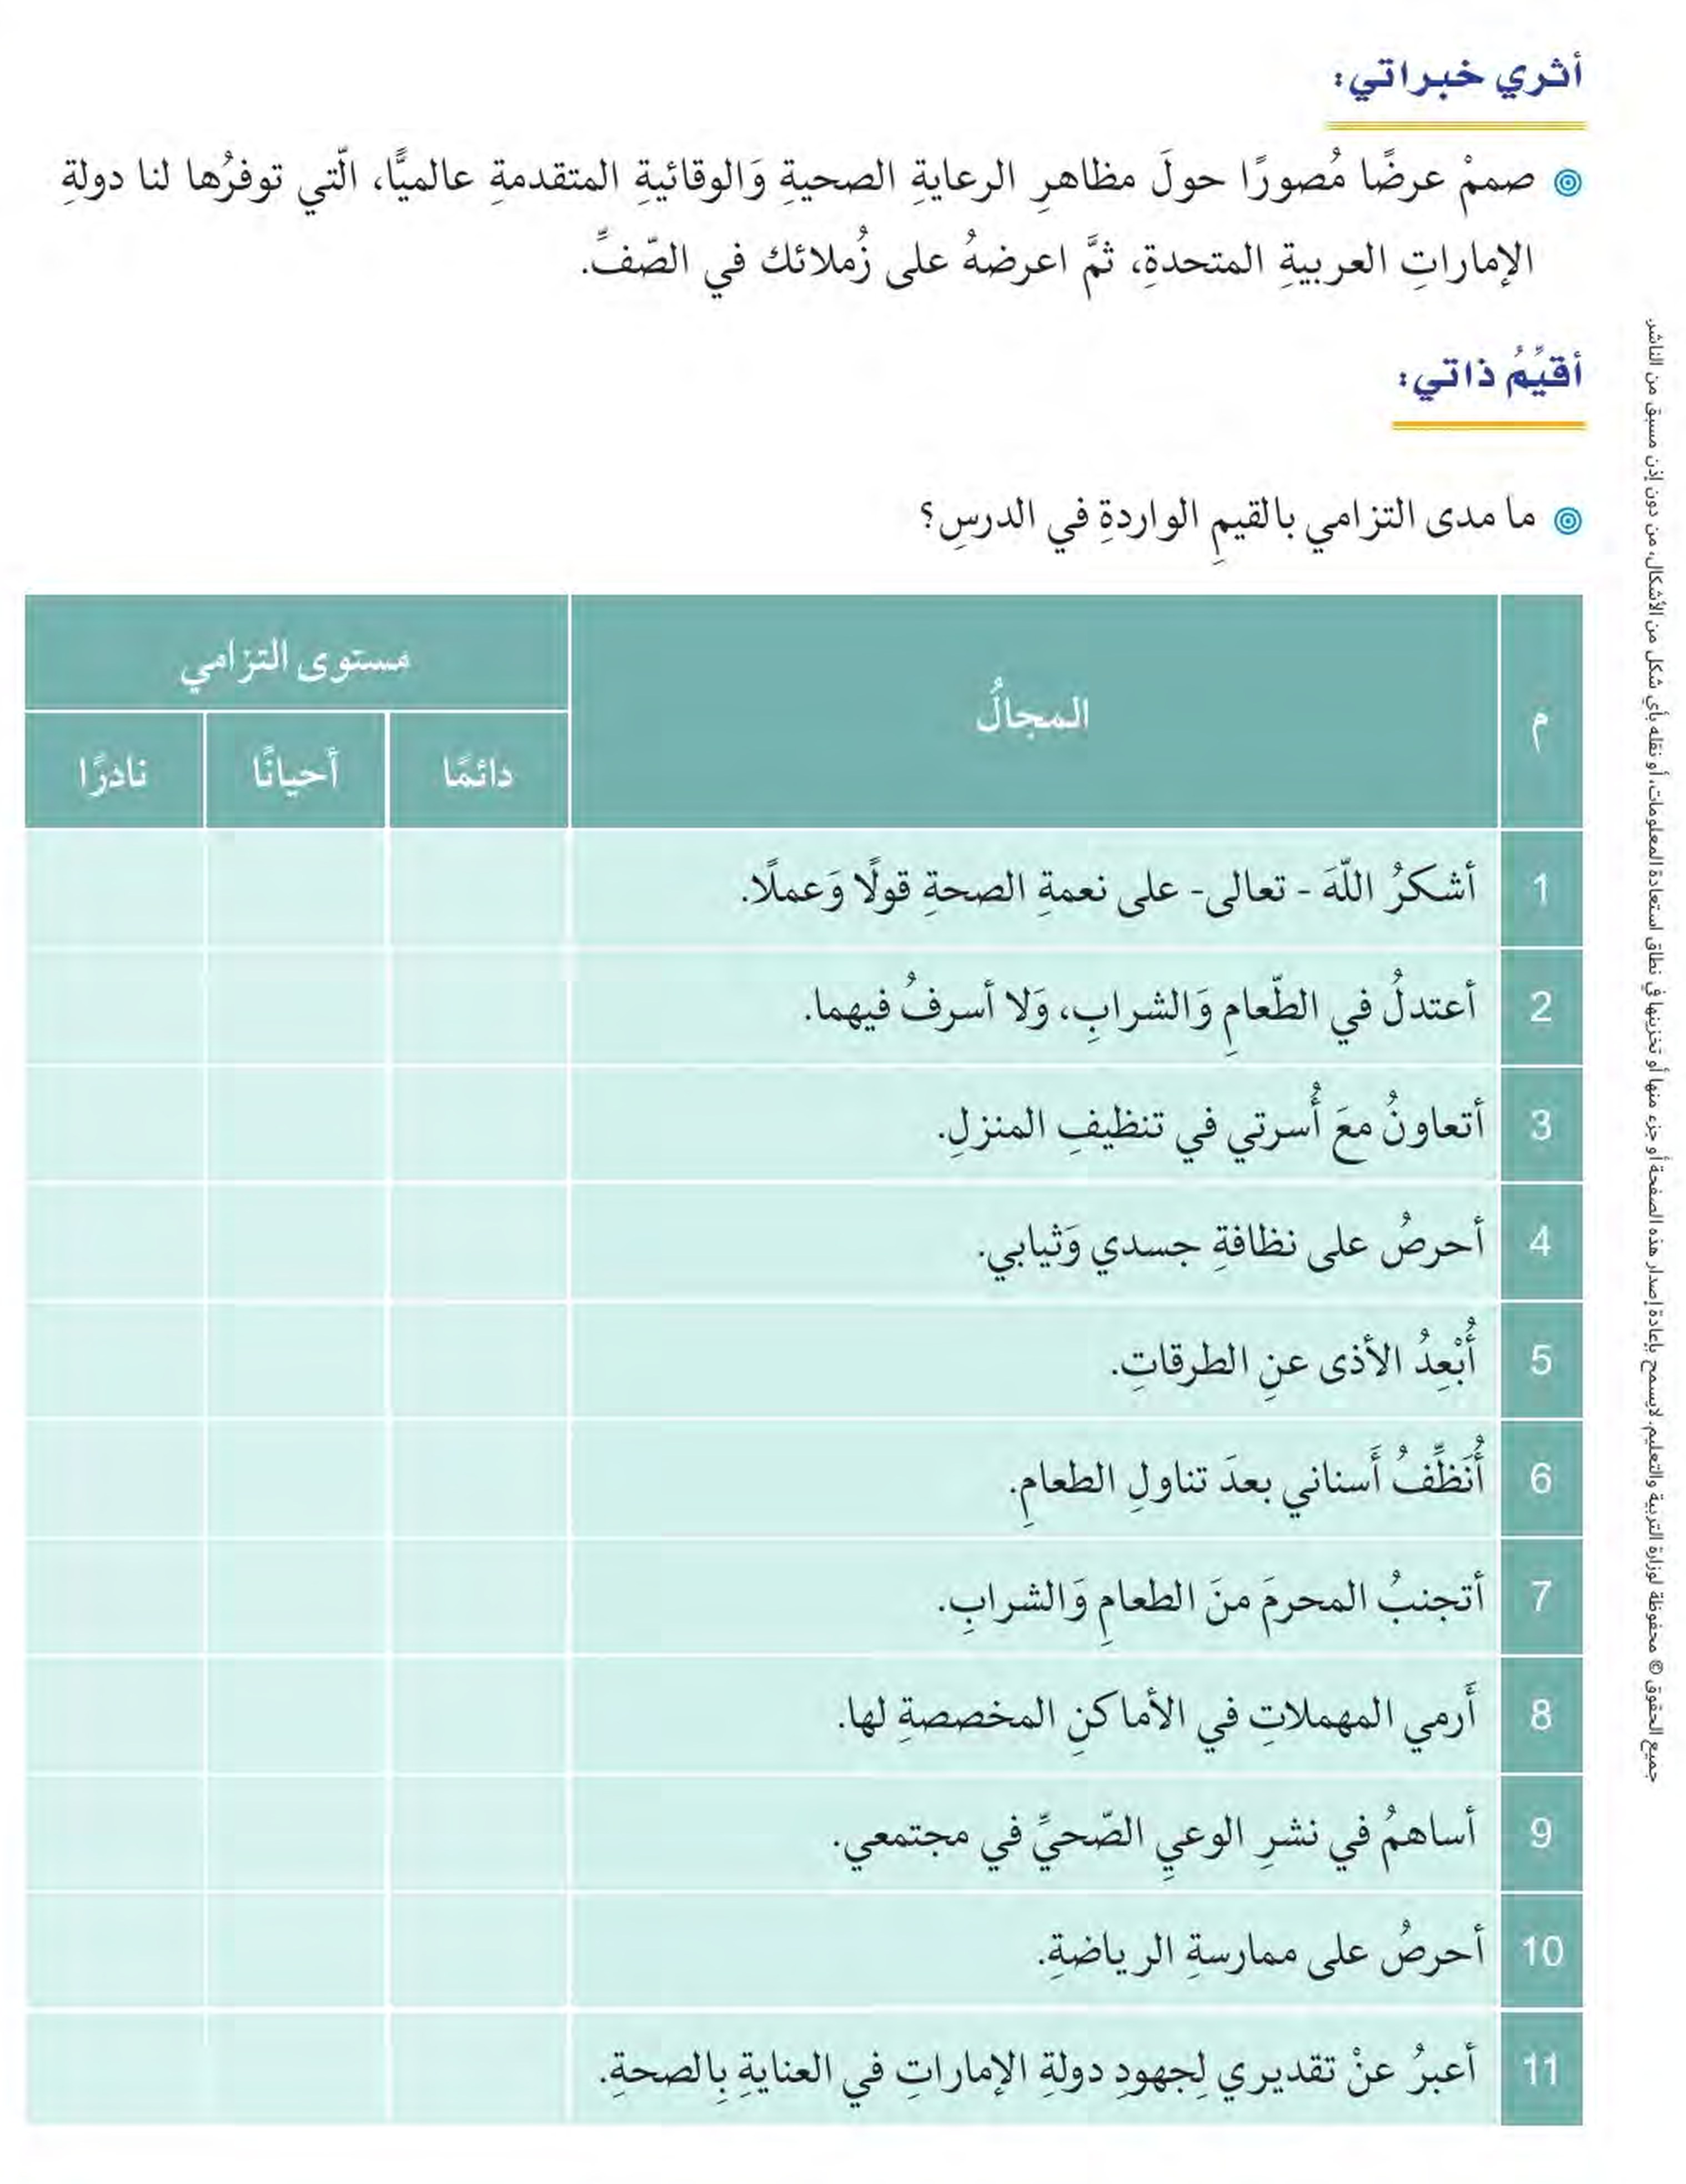 أثري خبراتي:
صممْ عرضًا مُصورًا حولَ مظاهرِ الرعايةِ الصحيةِ وَالوقائيةِ المتقدمةِ عالميًّا، الّتي توفرُها لنا دولةِ
الإماراتِ العربيةِ المتحدةِ، ثمَّ اعرضهُ على زُملائك في الصّفِّ.
أقيِّمُ ذاتي:
ما مدى التزامي بالقيمِ الواردةِ في الدرسِ؟
م المجالُ مستوى التزامي
دائمًا أحيانًا نادرًا
1 أشكرُ اللّهَ - تعالى- على نعمةِ الصحةِ قولًا وَعملًا.
2 أعتدلُ في الطّعامِ وَالشرابِ، وَلا أسرفُ فيهما.
3 أتعاونُ معَ أُسرتي في تنظيفِ المنزلِ.
4 أحرصُ على نظافةِ جسدي وَثيابي.
5 أُبْعِدُ الأذى عنِ الطرقاتِ.
6 أُنَظِّفُ أَسناني بعدَ تناولِ الطعامِ.
7 أتجنبُ المحرمَ منَ الطعامِ وَالشرابِ.
8 أَرمي المهملاتِ في الأماكنِ المخصصةِ لها.
9 أساهمُ في نشرِ الوعيِ الصّحيِّ في مجتمعي.
10 أحرصُ على ممارسةِ الرياضةِ.
11 أعبرُ عنْ تقديري لِجهودِ دولةِ الإماراتِ في العنايةِ بِالصحةِ.
جميع الحقوق © محفوظة لوزارة التربية والتعليم. لايسمح بإعادة إصدار هذه الصفحة أو جزء منها أو تخزينها في نطاق استعادة المعلومات، أو نقله بأي شكل من الأشكال، من دون إذن مسبق من الناشر.